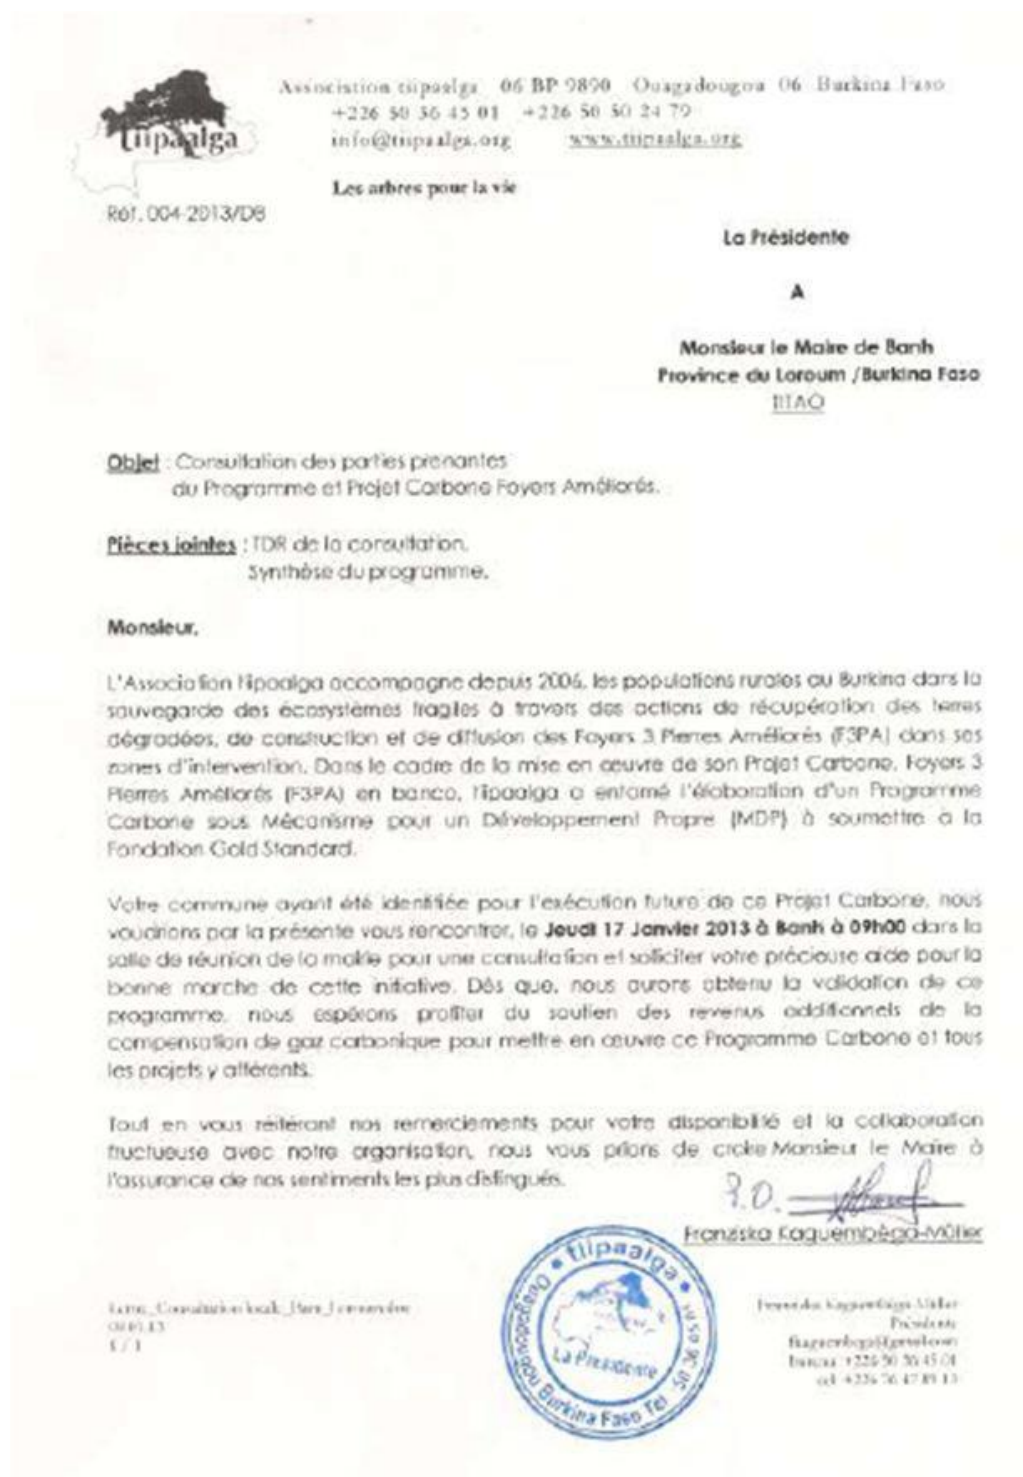 tiipaalga
Association tiipaalga 06 BP 9890 Ouagadougou 06 Burkina Faso
+226 50 36 45 01 +226 50 50 24 79
info@tiipaalga.org www.tiipaalga.org
Les arbres pour la vie
Réf. 004-2013/DB
La Présidente
A
Monsieur le Maire de Banh
Province du Loroum /Burkina Faso
TITAO
Objet : Consultation des parties prenantes
du Programme et Projet Carbone Foyers Améliorés.
Pièces jointes : TDR de la consultation.
Synthèse du programme.
Monsieur,
L'Association tiipaalga accompagne depuis 2006, les populations rurales au Burkina dans la
sauvegarde des écosystèmes fragiles à travers des actions de récupération des terres
dégradées, de construction et de diffusion des Foyers 3 Pierres Améliorés (F3PA) dans ses
zones d'intervention. Dans le cadre de la mise en œuvre de son Projet Carbone, Foyers 3
Pierres Améliorés (F3PA) en banco, tiipaalga a entamé l'élaboration d'un Programme
Carbone sous Mécanisme pour un Développement Propre (MDP) à soumettre à la
Fondation Gold Standard.
Votre commune ayant été identifiée pour l'exécution future de ce Projet Carbone, nous
voudrions par la présente vous rencontrer, le Jeudi 17 Janvier 2013 à Banh à 09h00 dans la
salle de réunion de la mairie pour une consultation et solliciter votre précieuse aide pour la
bonne marche de cette initiative. Dès que, nous aurons obtenu la validation de ce
programme, nous espérons profiter du soutien des revenus additionnels de la
compensation de gaz carbonique pour mettre en œuvre ce Programme Carbone et tous
les projets y afférents.
Tout en vous réitérant nos remerciements pour votre disponibilité et la collaboration
fructueuse avec notre organisation, nous vous prions de croire Monsieur le Maire à
l'assurance de nos sentiments les plus distingués.
P.O.
Franziska Kaguembèga-Müller
tiipaalga
Ouagadougou Burkina Faso Tel
La Présidente
1 / 1
Franziska Kaguembèga-Müller
Présidente
bureau +226 50 36 45 01